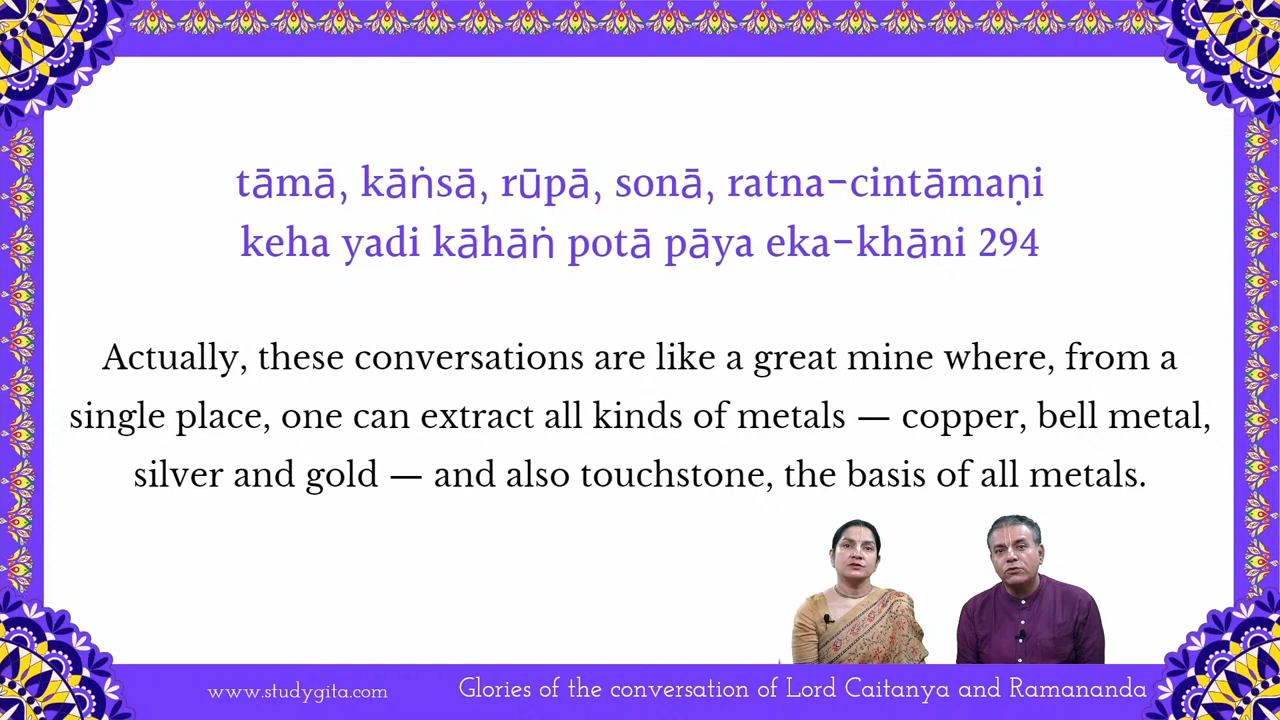 tāmā, kāṅsā, rūpā, sonā, ratna-cintāmaṇi
keha yadi kāhāṅ potā pāya eka-khāni 294
Actually, these conversations are like a great mine where, from a
single place, one can extract all kinds of metals — copper, bell metal,
silver and gold — and also touchstone, the basis of all metals.
www.studygita.com
Glories of the conversation of Lord Caitanya and Ramananda